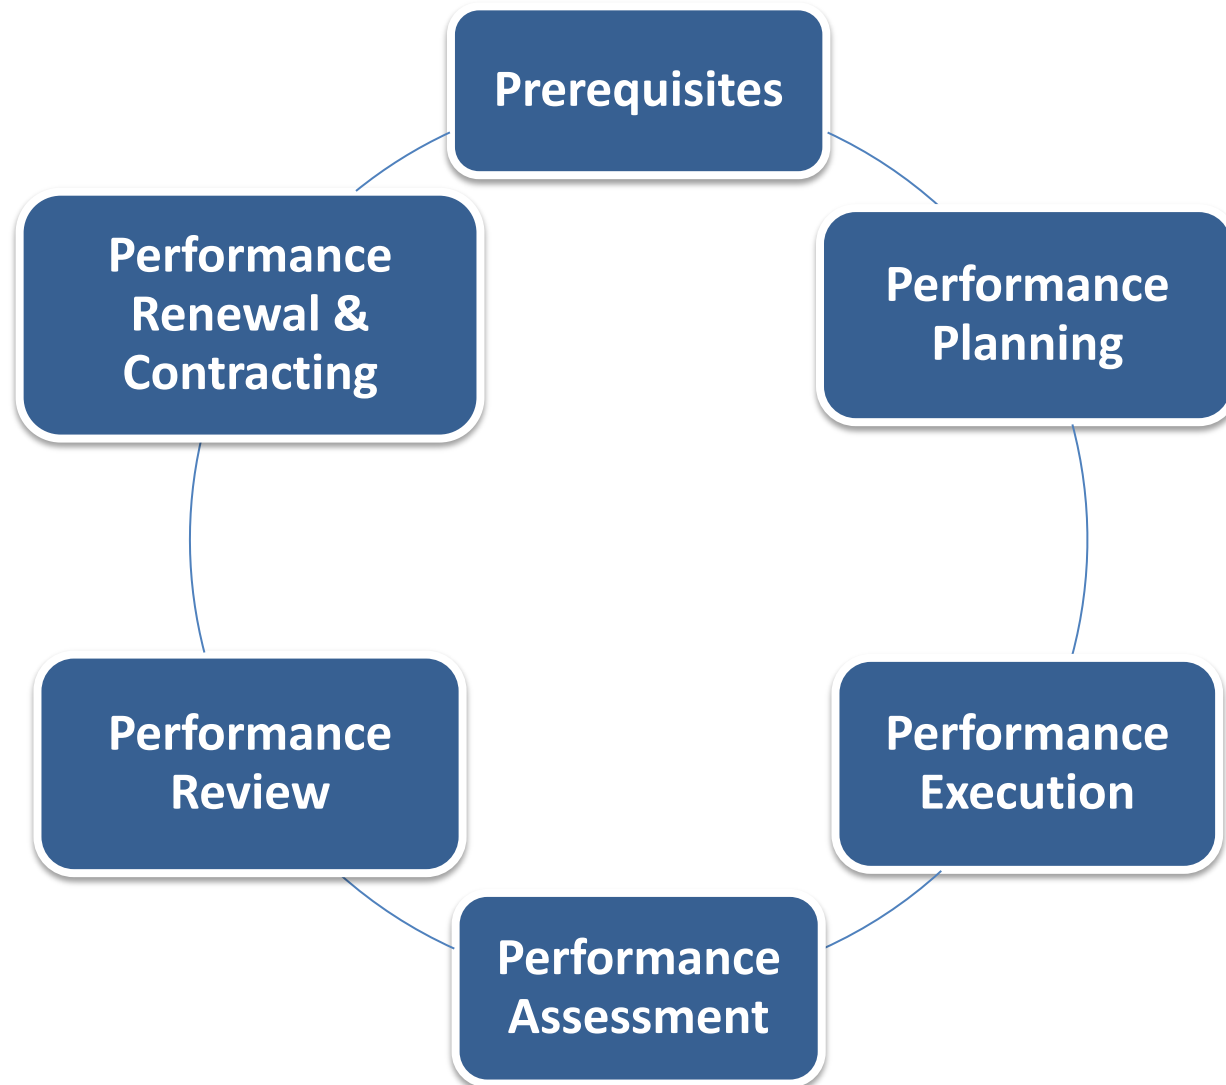 Prerequisites
Performance
Planning
Performance
Execution
Performance
Assessment
Performance
Review
Performance
Renewal &
Contracting